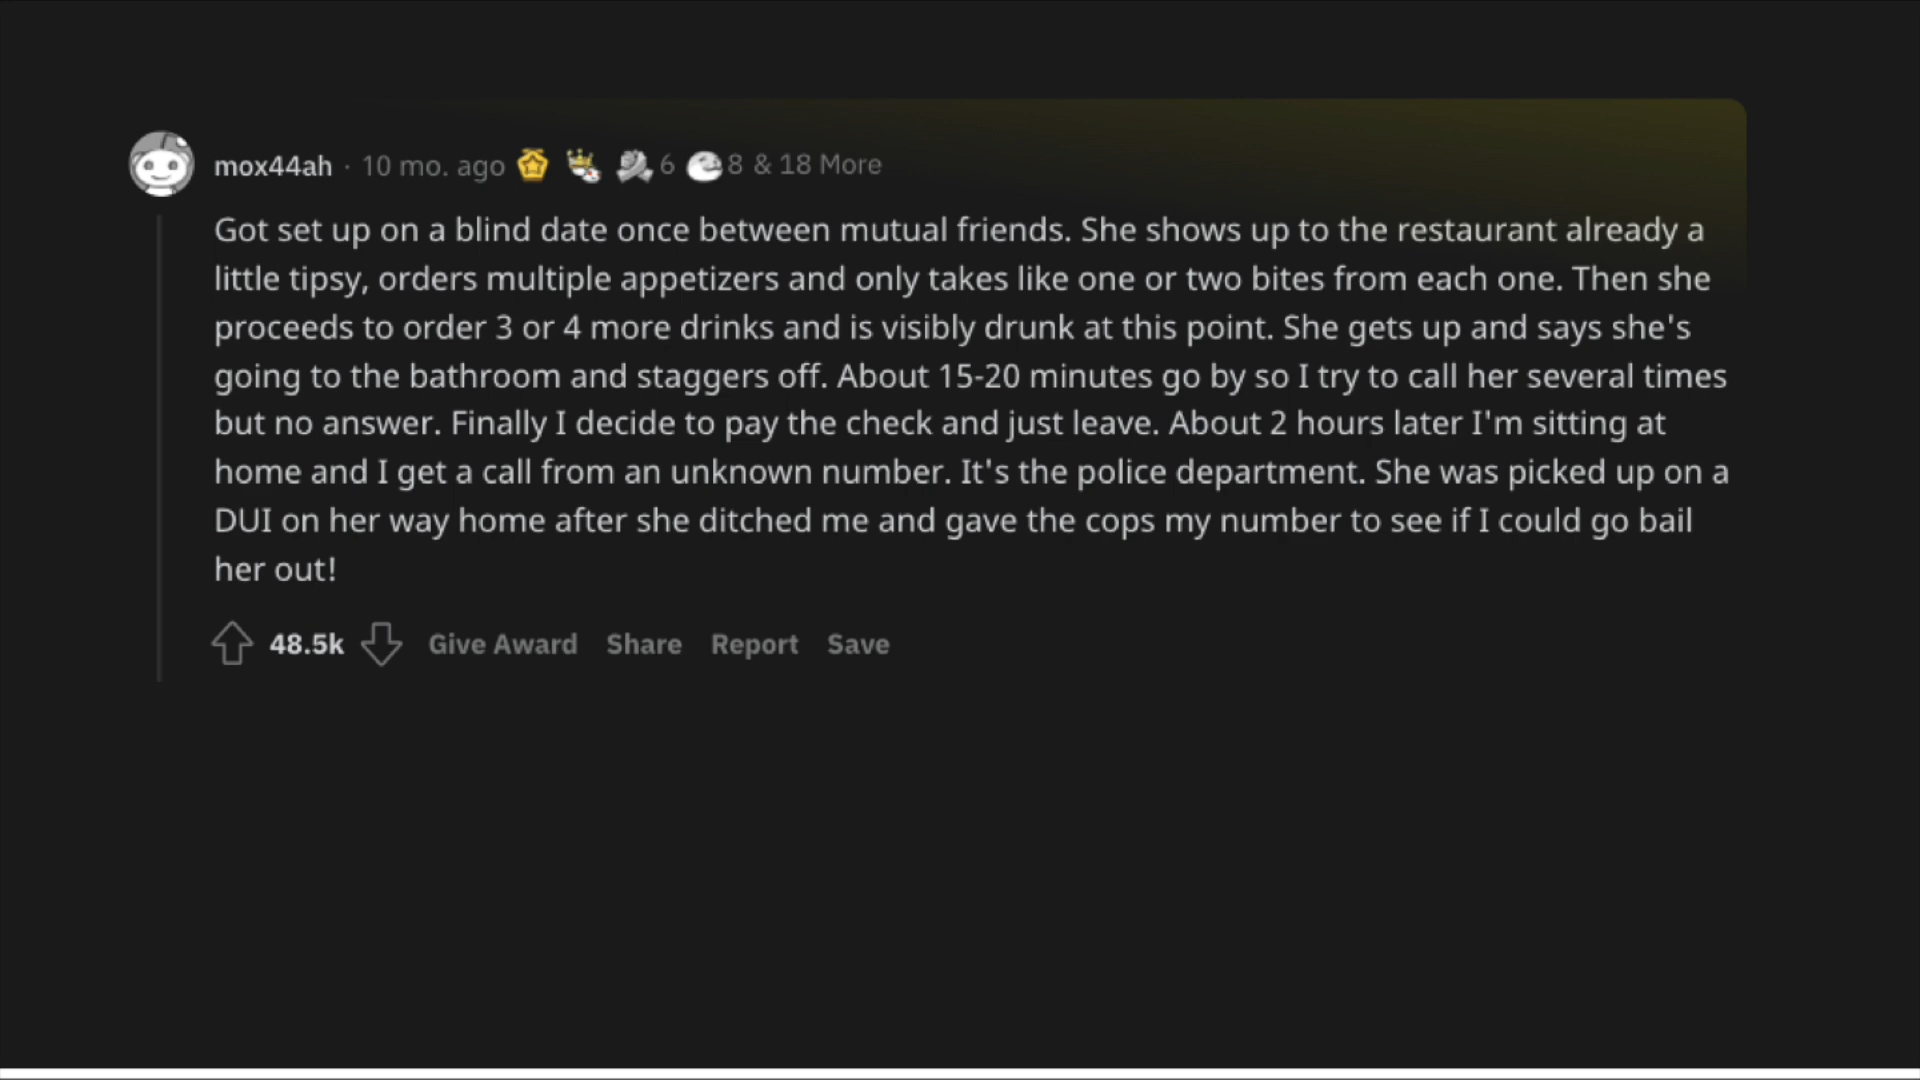 mox44ah · 10 mo. ago 6 8 & 18 More
Got set up on a blind date once between mutual friends. She shows up to the restaurant already a
little tipsy, orders multiple appetizers and only takes like one or two bites from each one. Then she
proceeds to order 3 or 4 more drinks and is visibly drunk at this point. She gets up and says she's
going to the bathroom and staggers off. About 15-20 minutes go by so I try to call her several times
but no answer. Finally I decide to pay the check and just leave. About 2 hours later I'm sitting at
home and I get a call from an unknown number. It's the police department. She was picked up on a
DUI on her way home after she ditched me and gave the cops my number to see if I could go bail
her out!
48.5k Give Award Share Report Save